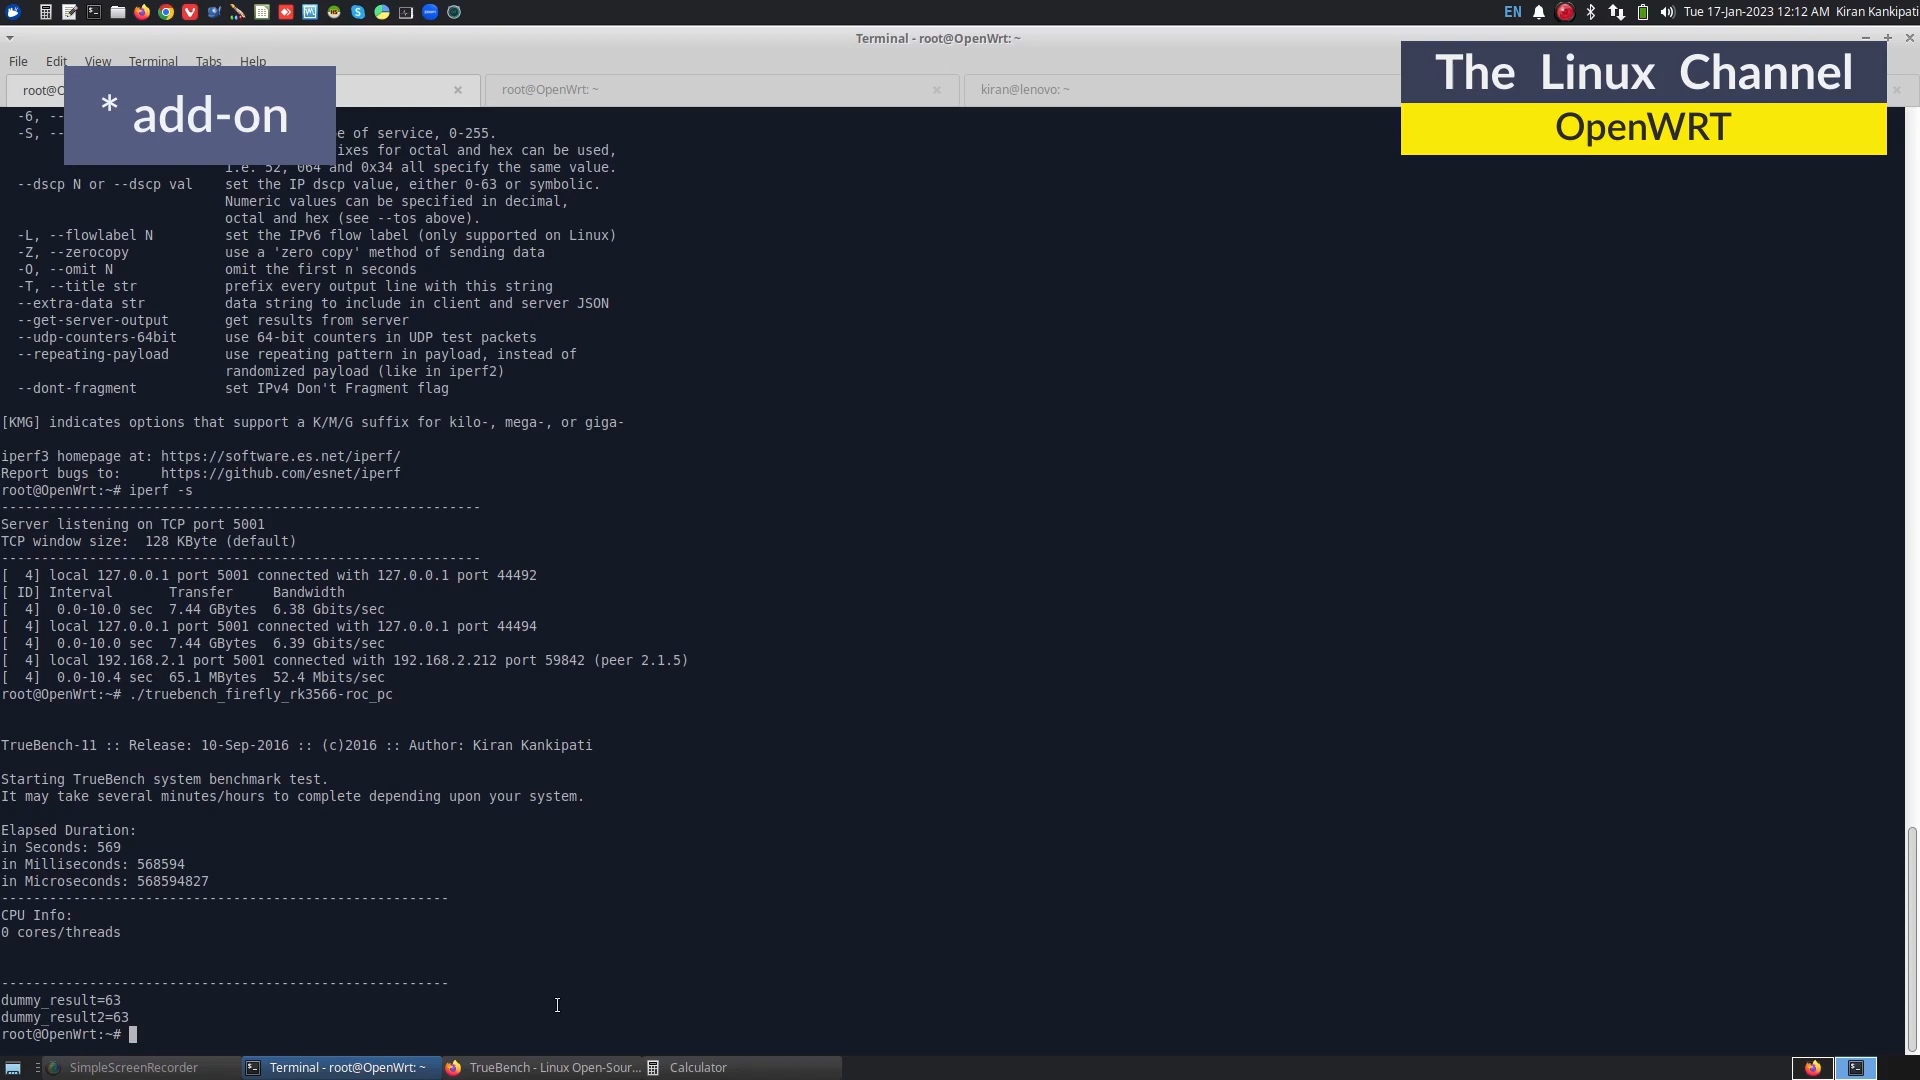 EN
Tue 17-Jan-2023 12:12 AM Kiran Kankipati
Terminal - root@OpenWrt: ~
File Edit View Terminal Tabs Help
The Linux Channel
OpenWRT
* add-on
root@O
root@OpenWrt: ~
kiran@lenovo: ~
-6, --
-S, -- e of service, 0-255.
ixes for octal and hex can be used,
i.e. 52, 064 and 0x34 all specify the same value.
--dscp N or --dscp val set the IP dscp value, either 0-63 or symbolic.
Numeric values can be specified in decimal,
octal and hex (see --tos above).
-L, --flowlabel N set the IPv6 flow label (only supported on Linux)
-Z, --zerocopy use a 'zero copy' method of sending data
-O, --omit N omit the first n seconds
-T, --title str prefix every output line with this string
--extra-data str data string to include in client and server JSON
--get-server-output get results from server
--udp-counters-64bit use 64-bit counters in UDP test packets
--repeating-payload use repeating pattern in payload, instead of
randomized payload (like in iperf2)
--dont-fragment set IPv4 Don't Fragment flag
[KMG] indicates options that support a K/M/G suffix for kilo-, mega-, or giga-
iperf3 homepage at: https://software.es.net/iperf/
Report bugs to: https://github.com/esnet/iperf
root@OpenWrt:~# iperf -s
------------------------------------------------------------
Server listening on TCP port 5001
TCP window size: 128 KByte (default)
------------------------------------------------------------
[ 4] local 127.0.0.1 port 5001 connected with 127.0.0.1 port 44492
[ ID] Interval Transfer Bandwidth
[ 4] 0.0-10.0 sec 7.44 GBytes 6.38 Gbits/sec
[ 4] local 127.0.0.1 port 5001 connected with 127.0.0.1 port 44494
[ 4] 0.0-10.0 sec 7.44 GBytes 6.39 Gbits/sec
[ 4] local 192.168.2.1 port 5001 connected with 192.168.2.212 port 59842 (peer 2.1.5)
[ 4] 0.0-10.4 sec 65.1 MBytes 52.4 Mbits/sec
root@OpenWrt:~# ./truebench_firefly_rk3566-roc_pc
TrueBench-11 :: Release: 10-Sep-2016 :: (c)2016 :: Author: Kiran Kankipati
Starting TrueBench system benchmark test.
It may take several minutes/hours to complete depending upon your system.
Elapsed Duration:
in Seconds: 569
in Milliseconds: 568594
in Microseconds: 568594827
--------------------------------------------------------
CPU Info:
0 cores/threads
--------------------------------------------------------
dummy_result=63
dummy_result2=63
root@OpenWrt:~#
SimpleScreenRecorder
Terminal - root@OpenWrt: ~
TrueBench - Linux Open-Sour...
Calculator